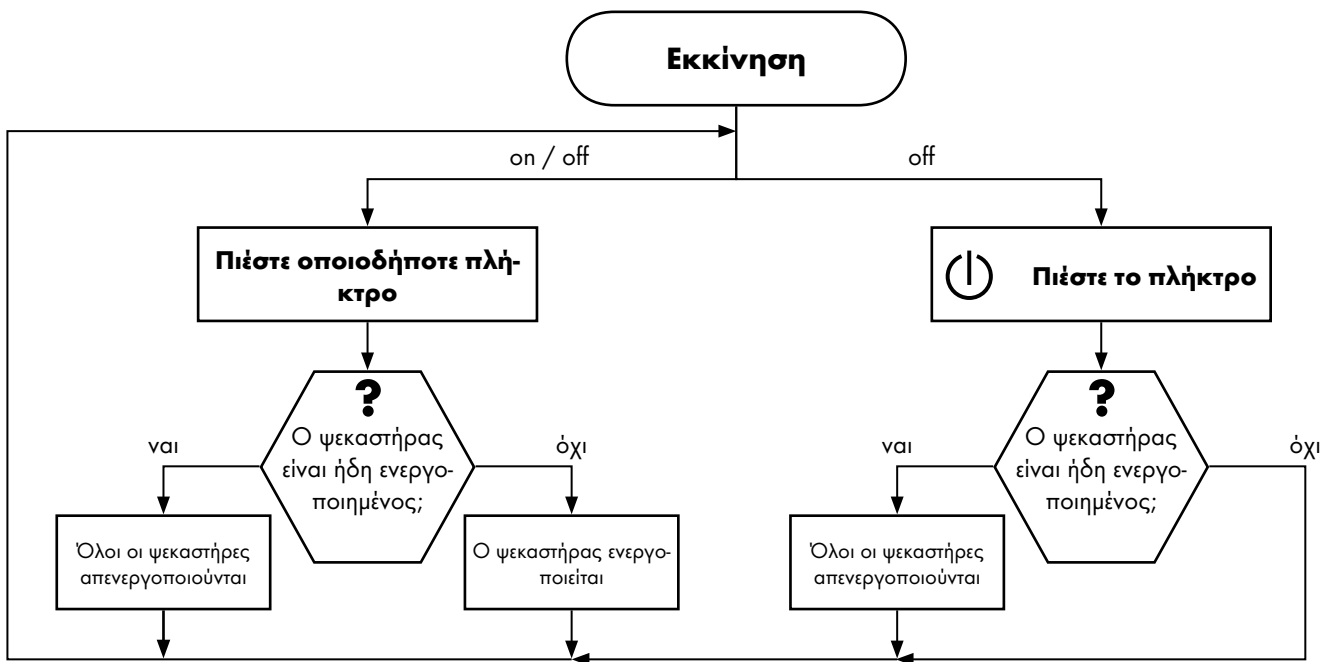 Εκκίνηση
on / off
off
Πιέστε οποιοδήποτε πλή-
κτρο
Πιέστε το πλήκτρο
?
Ο ψεκαστήρας
είναι ήδη ενεργο-
ποιημένος;
ναι
όχι
Όλοι οι ψεκαστήρες
απενεργοποιούνται
Ο ψεκαστήρας ενεργο-
ποιείται
?
Ο ψεκαστήρας
είναι ήδη ενεργο-
ποιημένος;
ναι
όχι
Όλοι οι ψεκαστήρες
απενεργοποιούνται